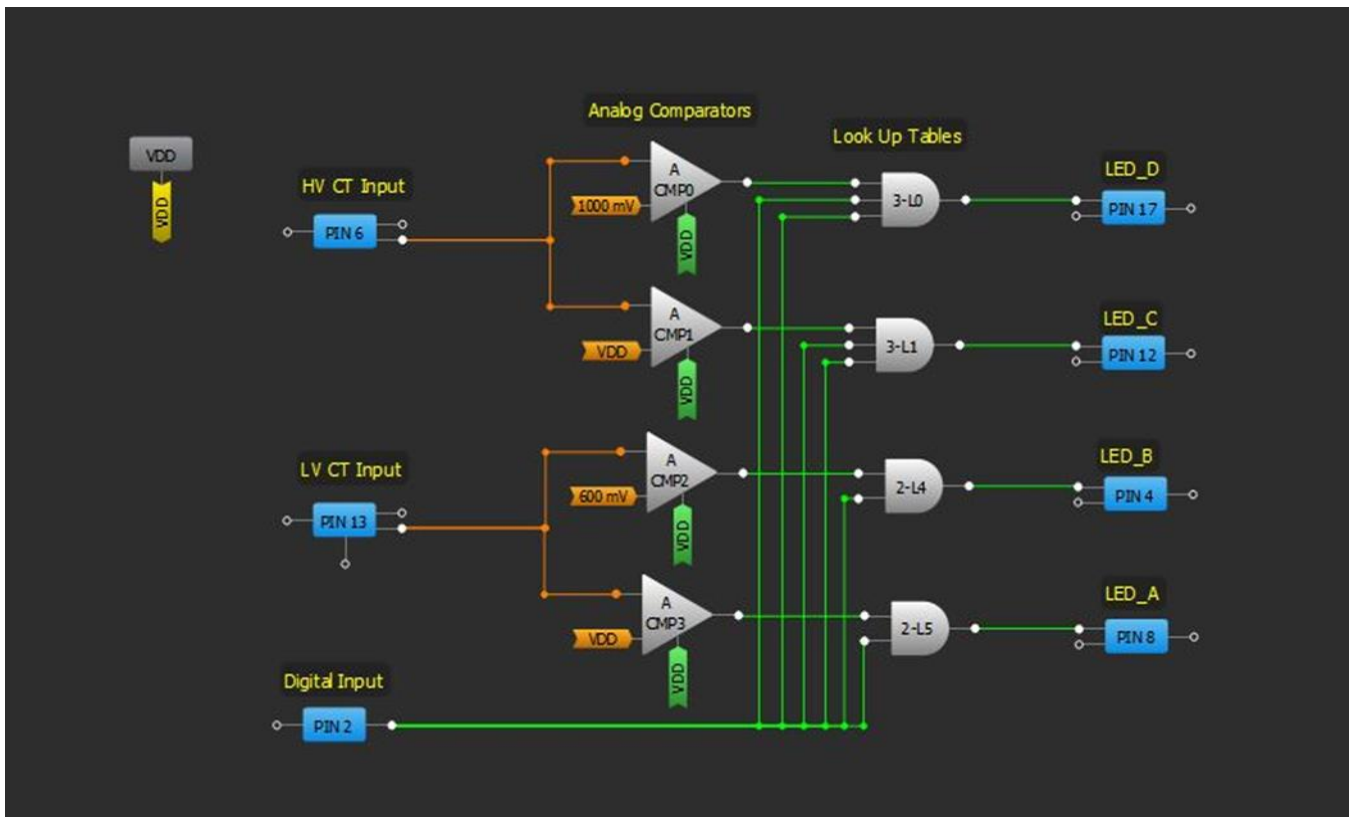 Analog Comparators
Look Up Tables
VDD
VDD
HV CT Input
PIN 6
A
CMP0
1000 mV
VDD
3-L0
LED_D
PIN 17
A
CMP1
VDD
VDD
3-L1
LED_C
PIN 12
LV CT Input
PIN 13
A
CMP2
600 mV
VDD
2-L4
LED_B
PIN 4
A
CMP3
VDD
VDD
2-L5
LED_A
PIN 8
Digital Input
PIN 2